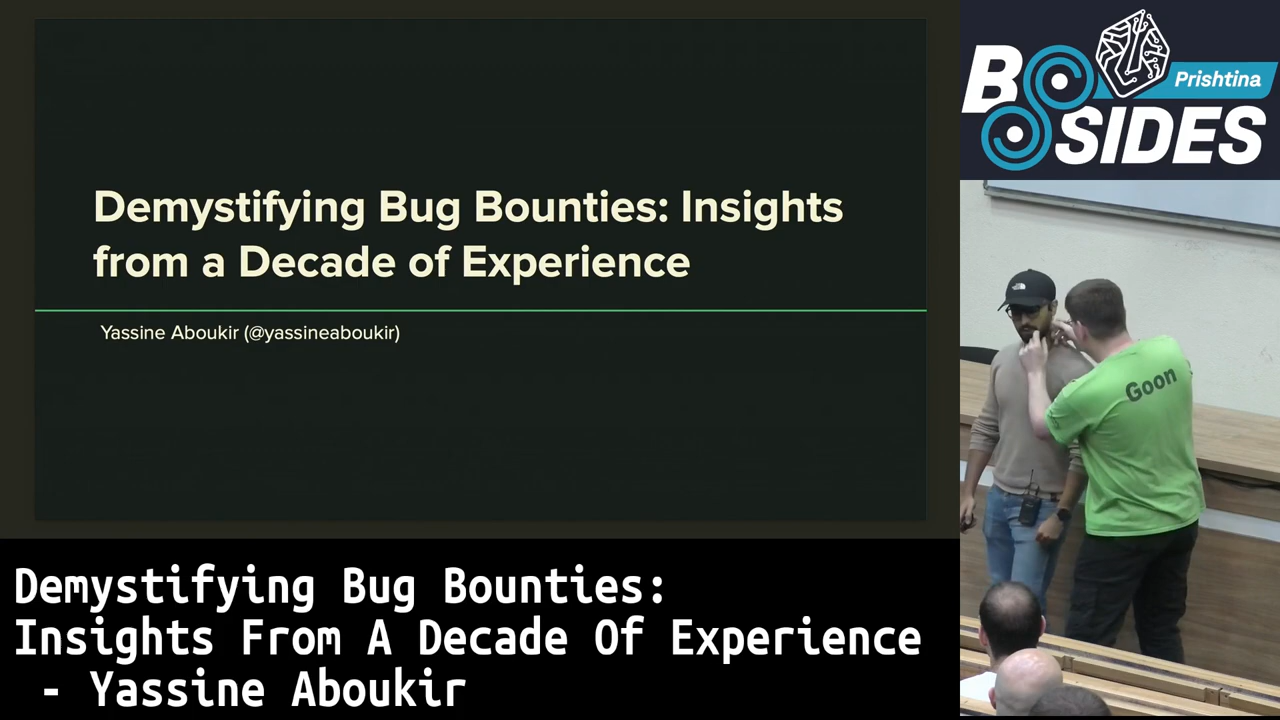 Demystifying Bug Bounties: Insights
from a Decade of Experience
Yassine Aboukir (@yassineaboukir)
BSIDES
Prishtina
Goon
Demystifying Bug Bounties:
Insights From A Decade Of Experience
- Yassine Aboukir